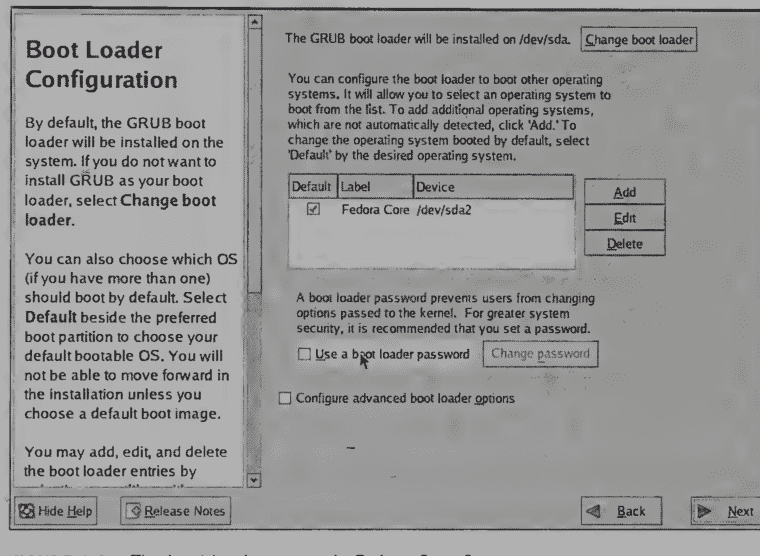 Boot Loader
Configuration
By default, the GRUB boot
loader will be installed on the
system. If you do not want to
install GRUB as your boot
loader, select Change boot
loader.
You can also choose which OS
(if you have more than one)
should boot by default. Select
Default beside the preferred
boot partition to choose your
default bootable OS. You will
not be able to move forward in
the installation unless you
choose a default boot image.
You may add, edit, and delete
the boot loader entries by
The GRUB boot loader will be installed on /dev/sda.
Change boot loader
You can configure the boot loader to boot other operating
systems. It will allow you to select an operating system to
boot from the list. To add additional operating systems,
which are not automatically detected, click 'Add.' To
change the operating system booted by default, select
'Default' by the desired operating system.
Default Label Device
Fedora Core /dev/sda2
Add
Edit
Delete
A boot loader password prevents users from changing
options passed to the kernel. For greater system
security, it is recommended that you set a password.
Use a boot loader password
Change password
Configure advanced boot loader options
Hide Help
Release Notes
Back
Next